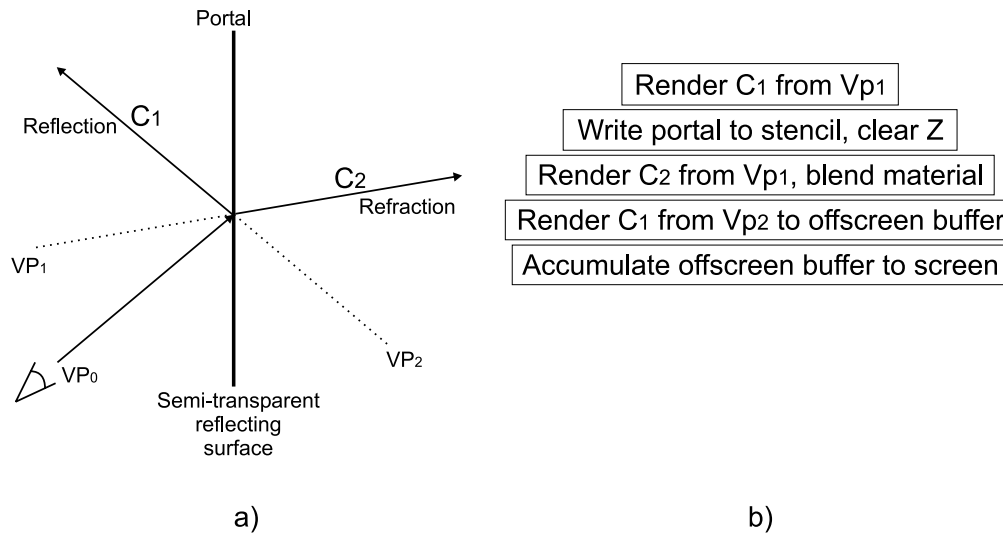 Portal
C1
Reflection
C2
Refraction
VP1
VP0
VP2
Semi-transparent
reflecting
surface
a)
Render C1 from Vp1
Write portal to stencil, clear Z
Render C2 from Vp1, blend material
Render C1 from Vp2 to offscreen buffer
Accumulate offscreen buffer to screen
b)